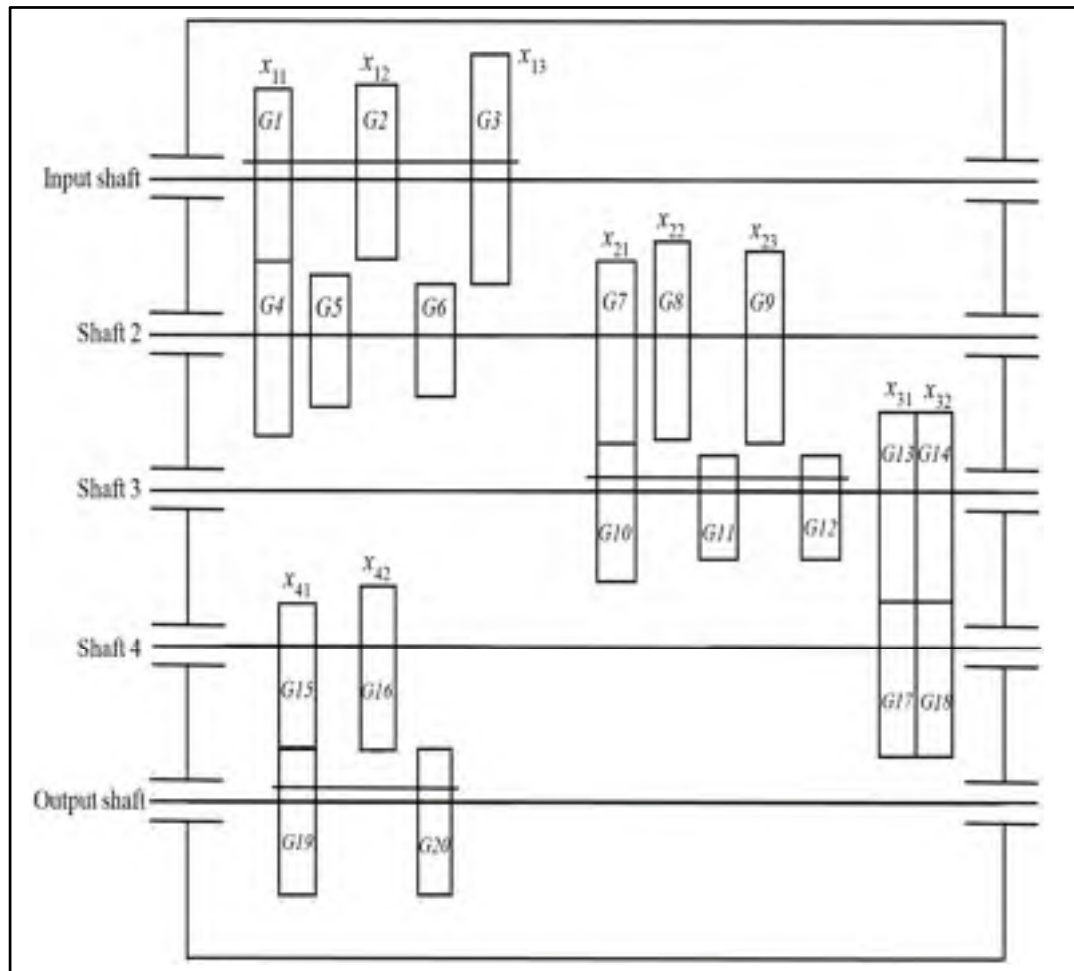 x₁₁ x₁₂ x₁₃
G1 G2 G3
Input shaft
x₂₁ x₂₂ x₂₃
G4 G5 G6 G7 G8 G9
Shaft 2
x₃₁ x₃₂
G13 G14
Shaft 3
G10 G11 G12
x₄₁ x₄₂
Shaft 4
G15 G16 G17 G18
Output shaft
G19 G20